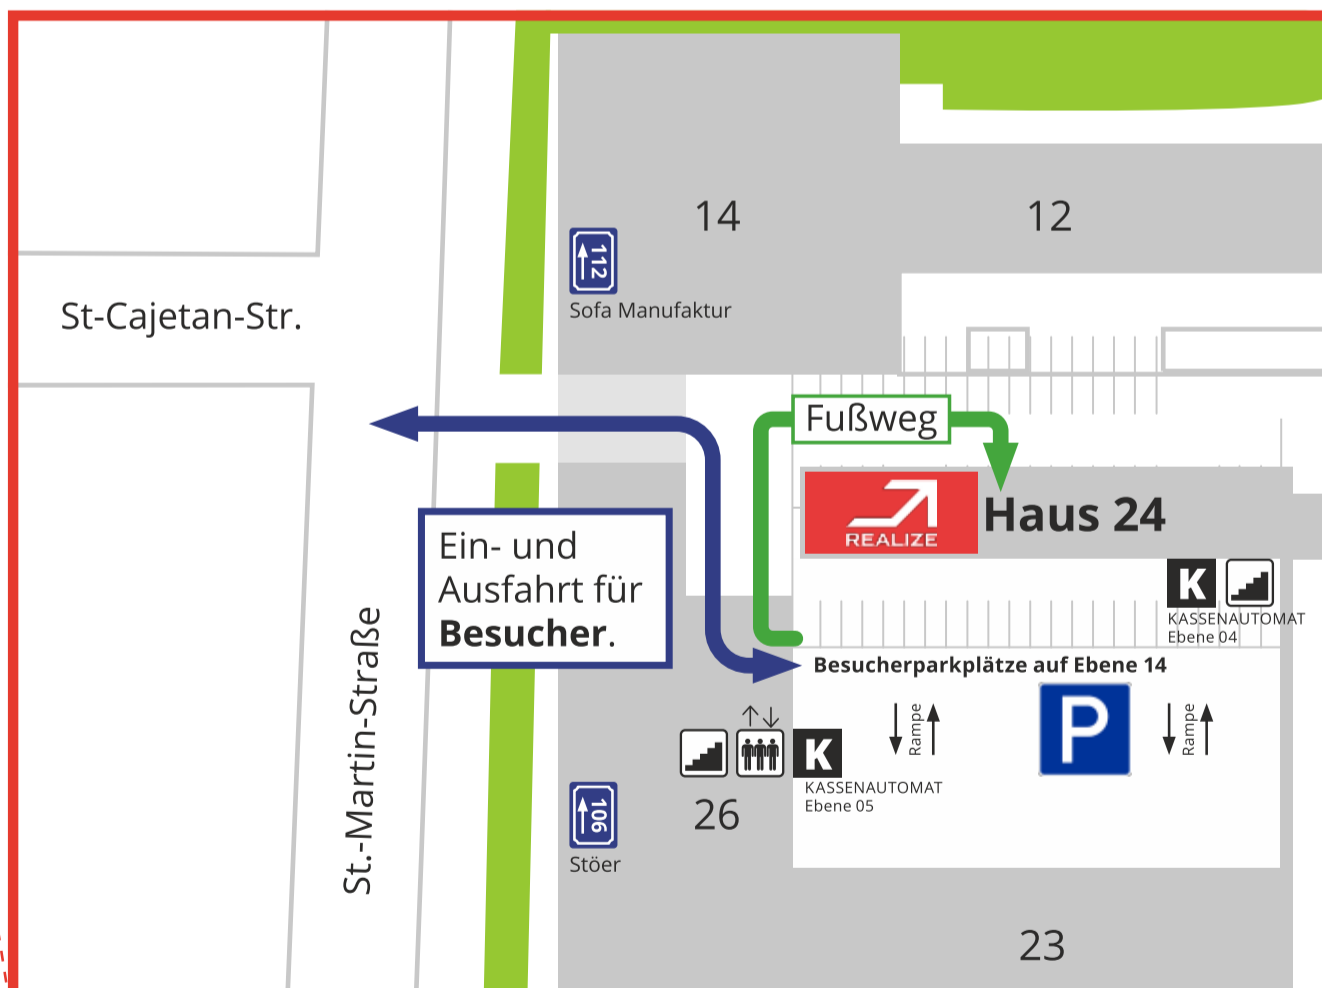 14
12
112
Sofa Manufaktur
St-Cajetan-Str.
Fußweg
REALIZE
Haus 24
Ein- und
Ausfahrt für
Besucher.
K
KASSENAUTOMAT
Ebene 04
St.-Martin-Straße
Besucherparkplätze auf Ebene 14
Rampe
P
Rampe
K
KASSENAUTOMAT
Ebene 05
26
106
Stöer
23